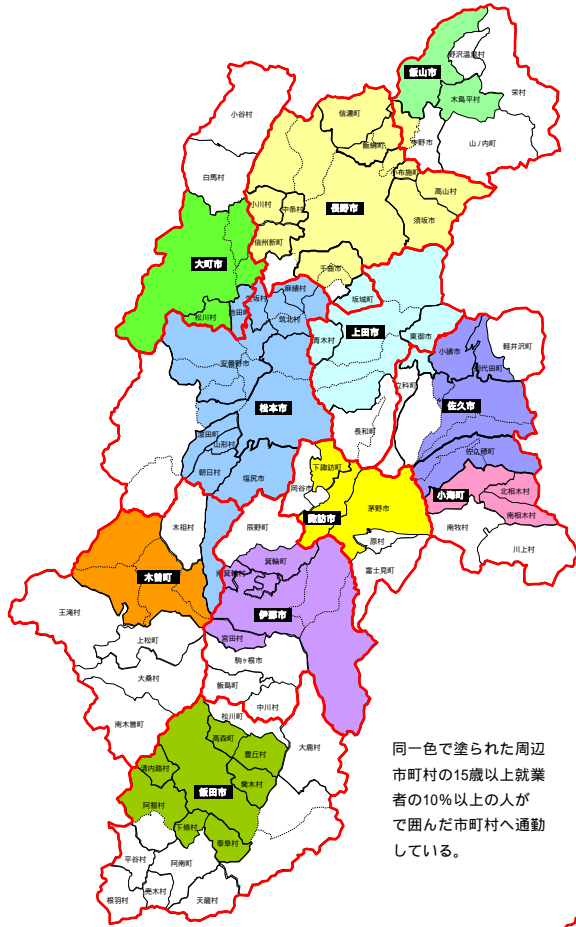 野沢温泉村
飯山市
栄村
木島平村
小谷村
信濃町
中野市
山ノ内町
飯綱町
白馬村
小布施町
高山村
小川村
中条村
長野市
須坂市
信州新町
大町市
千曲市
麻績村
生坂村
坂城町
池田町
松川村
筑北村
上田市
東御市
青木村
軽井沢町
小諸市
御代田町
安曇野市
立科町
松本市
佐久市
長和町
波田町
山形村
佐久穂町
下諏訪町
朝日村
塩尻市
岡谷市
茅野市
小海町
北相木村
諏訪市
南相木村
木祖村
辰野町
原村
南牧村
川上村
箕輪町
富士見町
南箕輪村
木曽町
王滝村
伊那市
上松町
宮田村
駒ヶ根市
大桑村
飯島町
中川村
南木曽町
松川町
高森町
豊丘村
大鹿村
清内路村
喬木村
飯田市
阿智村
下條村
泰阜村
平谷村
阿南町
根羽村
売木村
天龍村
同一色で塗られた周辺
市町村の15歳以上就業
者の10%以上の人が
で囲んだ市町村へ通勤
している。